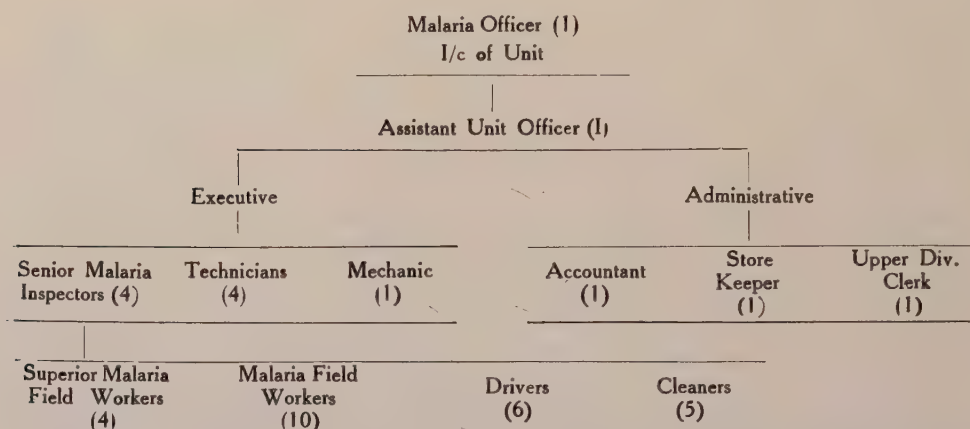 Malaria Officer (1)
I/c of Unit
Assistant Unit Officer (I)
Executive
Administrative
Senior Malaria
Inspectors (4)
Technicians
(4)
Mechanic
(1)
Accountant
(1)
Store
Keeper
(1)
Upper Div.
Clerk
(1)
Superior Malaria
Field Workers
(4)
Malaria Field
Workers
(10)
Drivers
(6)
Cleaners
(5)